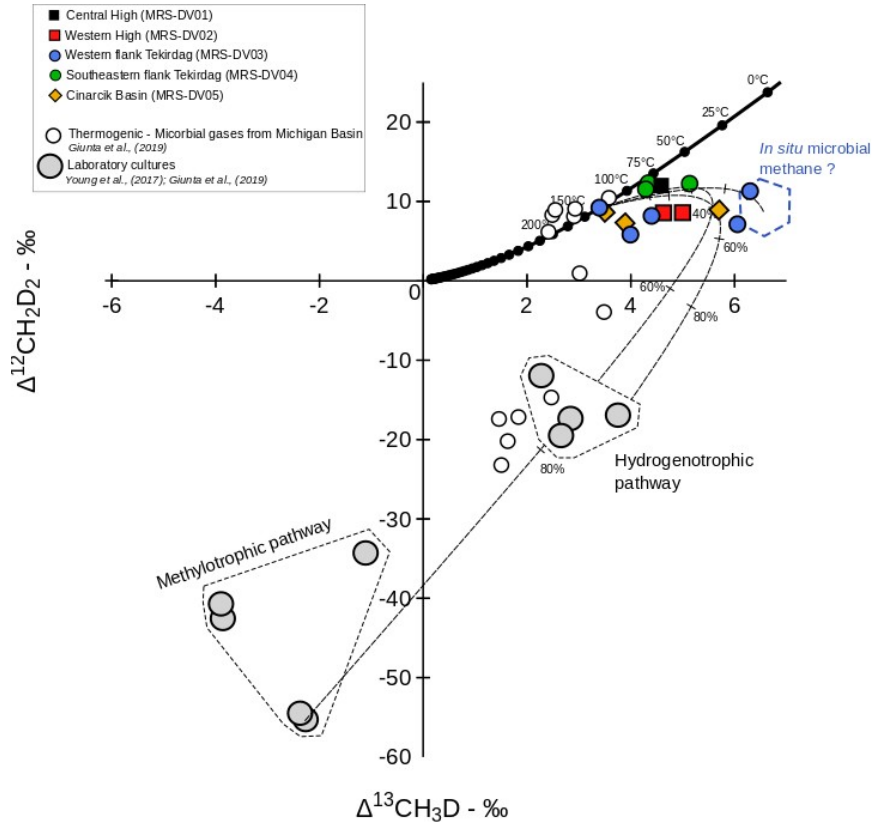 Central High (MRS-DV01)
Western High (MRS-DV02)
Western flank Tekirdag (MRS-DV03)
Southeastern flank Tekirdag (MRS-DV04)
Cinarcik Basin (MRS-DV05)
Thermogenic - Micorbial gases from Michigan Basin
Giunta et al., (2019)
Laboratory cultures
Young et al., (2017); Giunta et al., (2019)
0°C
25°C
50°C
75°C
100°C
150°C
200°C
In situ microbial
methane ?
20
10
0
-10
-20
-30
-40
-50
-60
-6
-4
-2
2
4
6
40%
60%
60%
80%
80%
Hydrogenotrophic
pathway
Methylotrophic pathway
Δ¹²CH₂D₂ - ‰
Δ¹³CH₃D - ‰